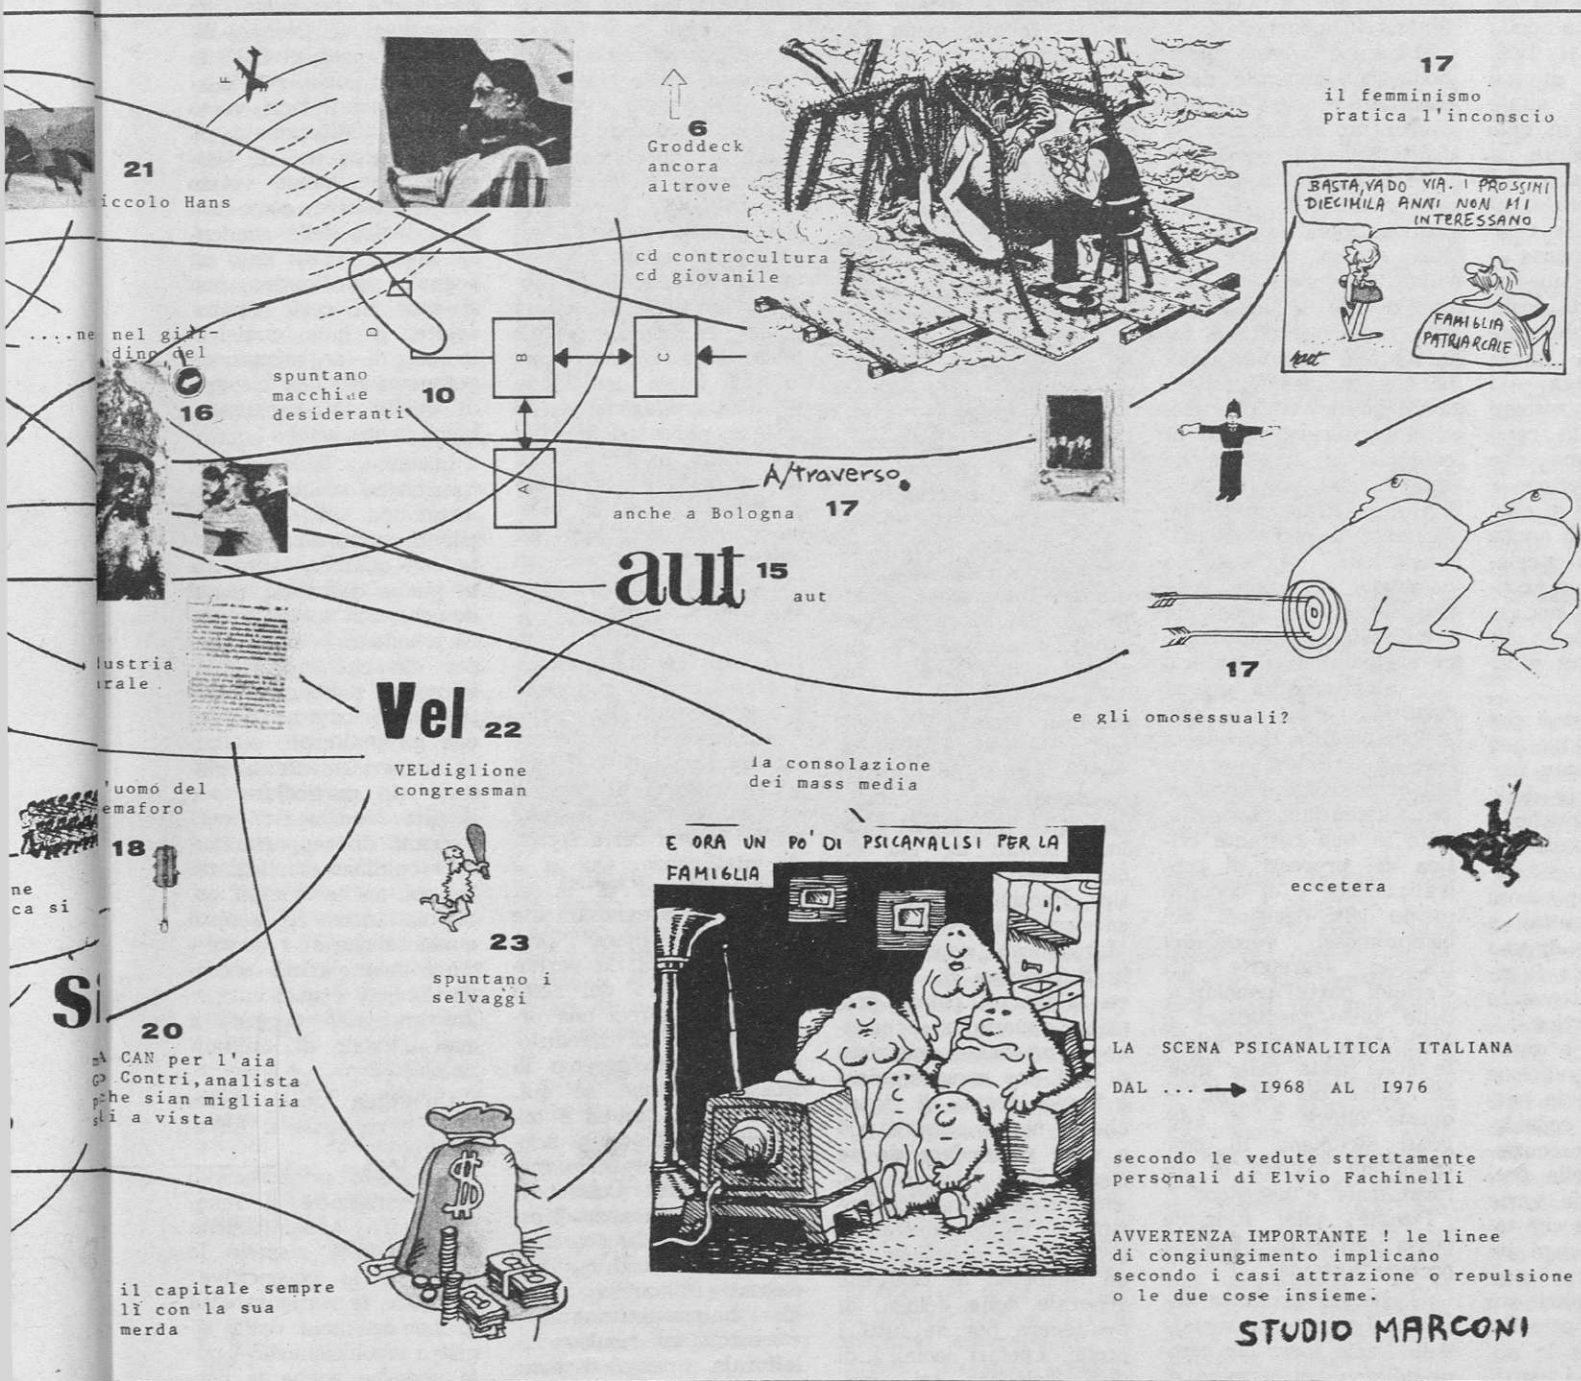 21
iccolo Hans
F
6
Groddeck
ancora
altrove
17
il femminismo
pratica l'inconscio
BASTA, VADO VIA. I PROSSIMI
DIECIMILA ANNI NON MI
INTERESSANO
FAMIGLIA
PATRIARCALE
cd controcultura
cd giovanile
....ne nel giar-
dino del
16
D
B
C
A
spuntano
macchine
desideranti
10
A/traverso
anche a Bologna 17
aut 15
aut
17
e gli omosessuali?
lustria
rale
Vel 22
VELdiglione
congressman
la consolazione
dei mass media
'uomo del
emaforo
18
ne
ca si
23
spuntano i
selvaggi
E ORA UN PO' DI PSICANALISI PER LA
FAMIGLIA
eccetera
Si
20
CAN per l'aia
Contri, analista
che sian migliaia
i a vista
$
il capitale sempre
lì con la sua
merda
LA SCENA PSICANALITICA ITALIANA
DAL ... → 1968 AL 1976
secondo le vedute strettamente
personali di Elvio Fachinelli
AVVERTENZA IMPORTANTE ! le linee
di congiungimento implicano
secondo i casi attrazione o repulsione
o le due cose insieme.
STUDIO MARCONI